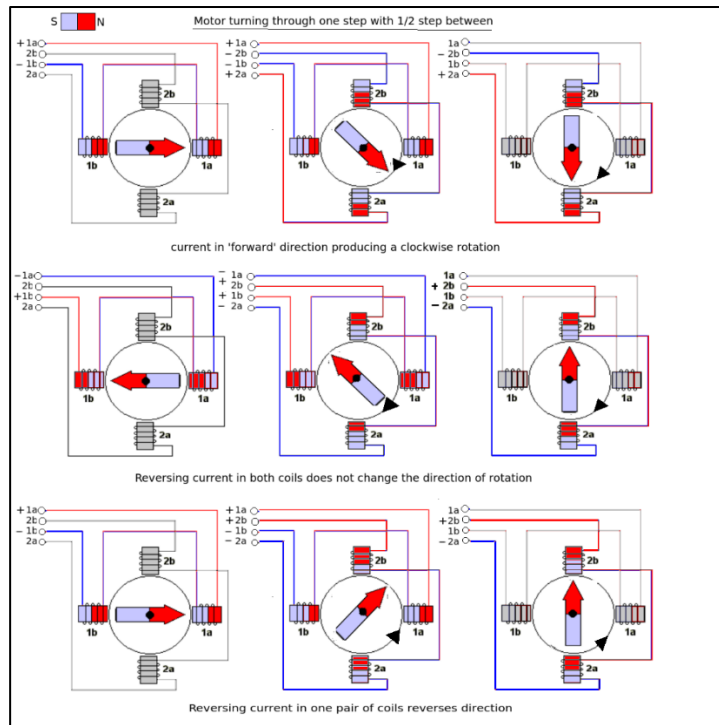 S N Motor turning through one step with 1/2 step between
+1a
2b
−1b
2a
2b
1b
1a
2a
+1a
−2b
−1b
+2a
2b
1b
1a
2a
1a
−2b
1b
+2a
2b
1b
1a
2a
current in 'forward' direction producing a clockwise rotation
−1a
2b
+1b
2a
2b
1b
1a
2a
− 1a
+ 2b
+ 1b
− 2a
2b
1b
1a
2a
1a
+ 2b
1b
− 2a
2b
1b
1a
2a
Reversing current in both coils does not change the direction of rotation
+1a
2b
−1b
2a
2b
1b
1a
2a
+1a
+2b
−1b
−2a
2b
1b
1a
2a
1a
+2b
1b
−2a
2b
1b
1a
2a
Reversing current in one pair of coils reverses direction